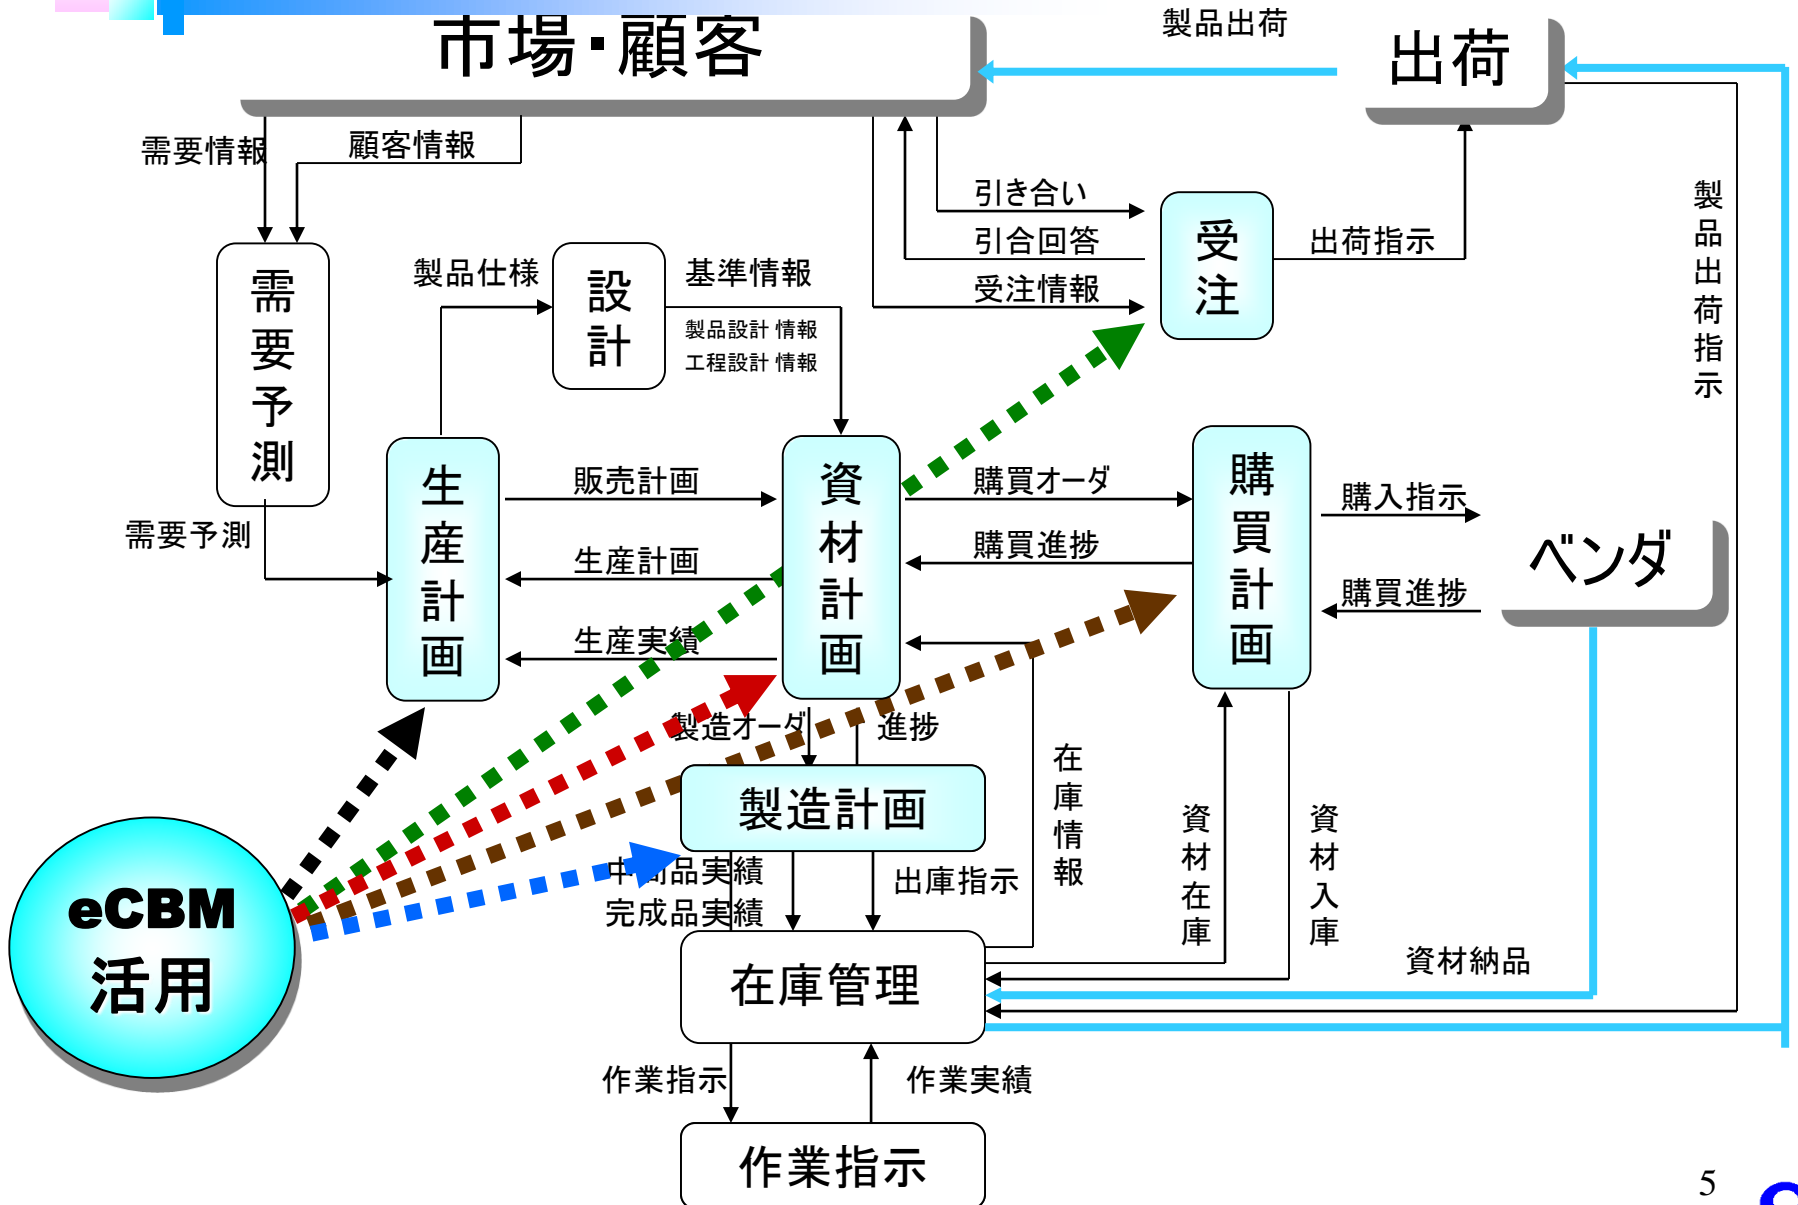 市場・顧客
製品出荷
出荷
需要情報
顧客情報
引き合い
引合回答
受注情報
受注
出荷指示
製品出荷指示
需要予測
製品仕様
設計
基準情報
製品設計 情報
工程設計 情報
生産計画
販売計画
生産計画
生産実績
資材計画
購買オーダ
購買進捗
購買計画
購入指示
購買進捗
ベンダ
需要予測
製造オーダ
進捗
製造計画
在庫情報
資材在庫
資材入庫
中間品実績
完成品実績
出庫指示
eCBM
活用
在庫管理
資材納品
作業指示
作業実績
作業指示
5